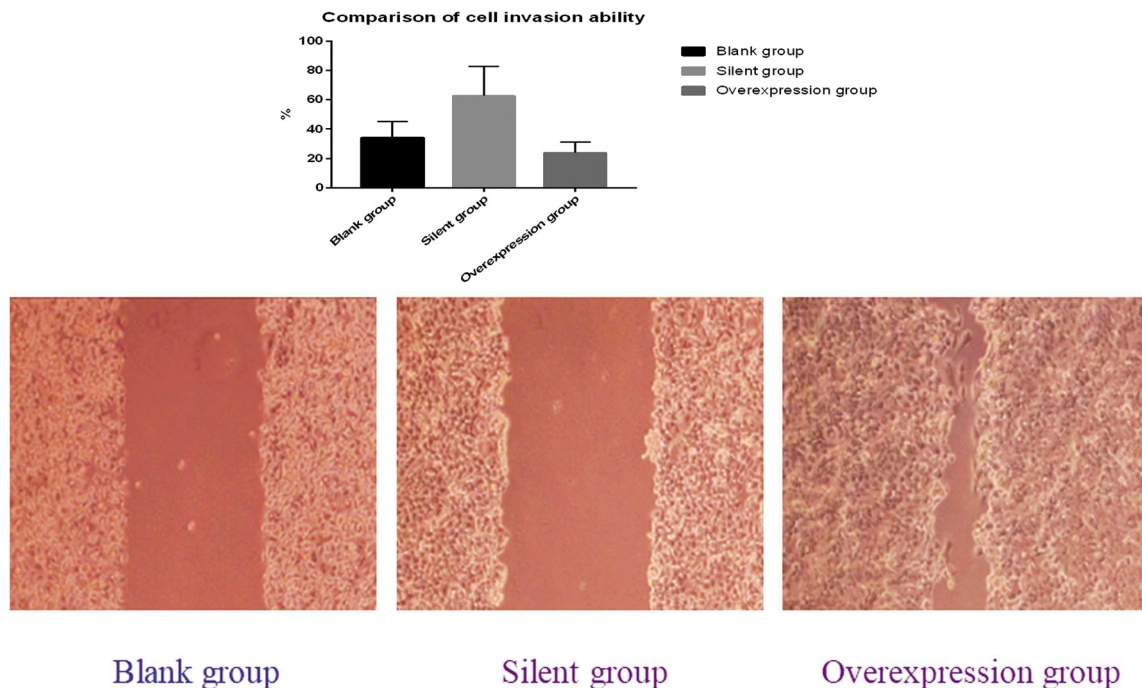 Comparison of cell invasion ability
100
80
60
40
20
0
%
Blank group
Silent group
Overexpression group
Blank group
Silent group
Overexpression group
Blank group
Silent group
Overexpression group